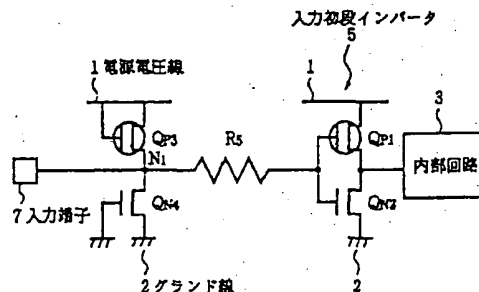 入力初段インバータ
5
1 電源電圧線
1
3
QP3
N1
R5
QP1
内部回路
7 入力端子
QN4
QN2
2 グランド線
2